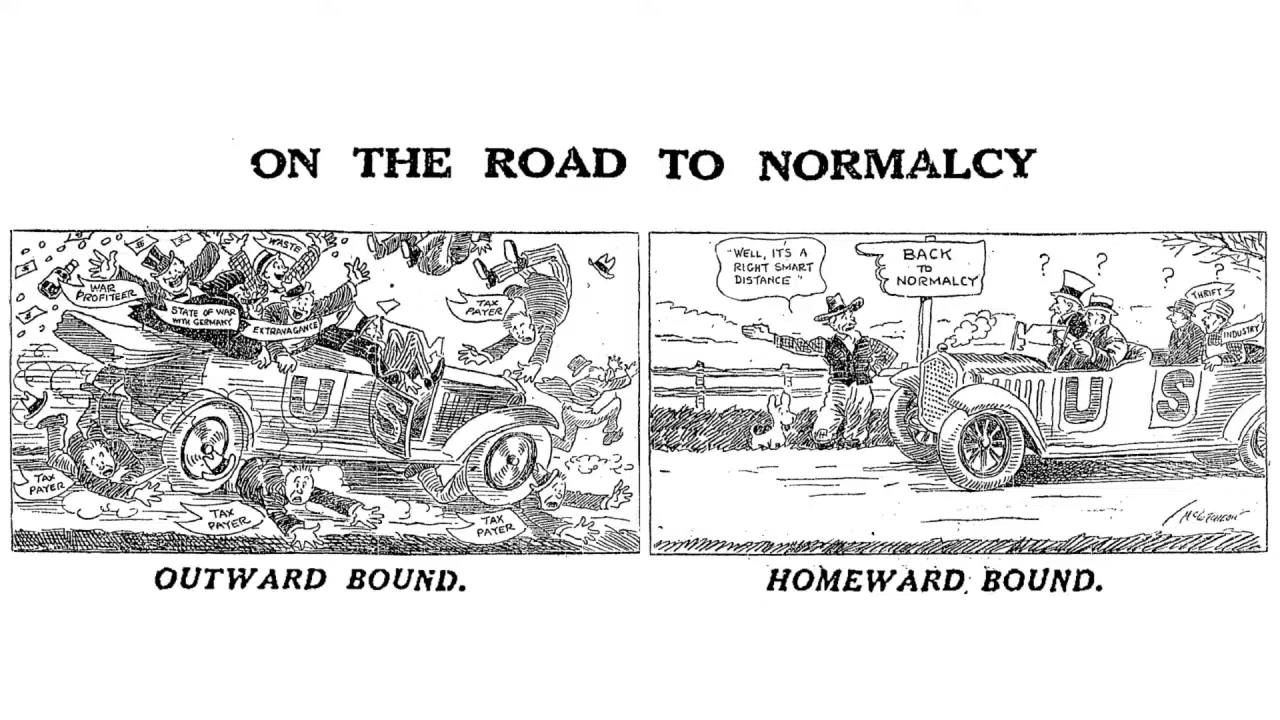 ON THE ROAD TO NORMALCY
WASTE
WAR
PROFITEER
STATE OF WAR
WITH GERMANY
EXTRAVAGANCE
U S
TAX
PAYER
TAX
PAYER
TAX
PAYER
TAX
PAYER
OUTWARD BOUND.
"WELL, IT'S A
RIGHT SMART
DISTANCE"
BACK
TO
NORMALCY
?
?
?
?
THRIFT
INDUSTRY
U S
HOMEWARD BOUND.